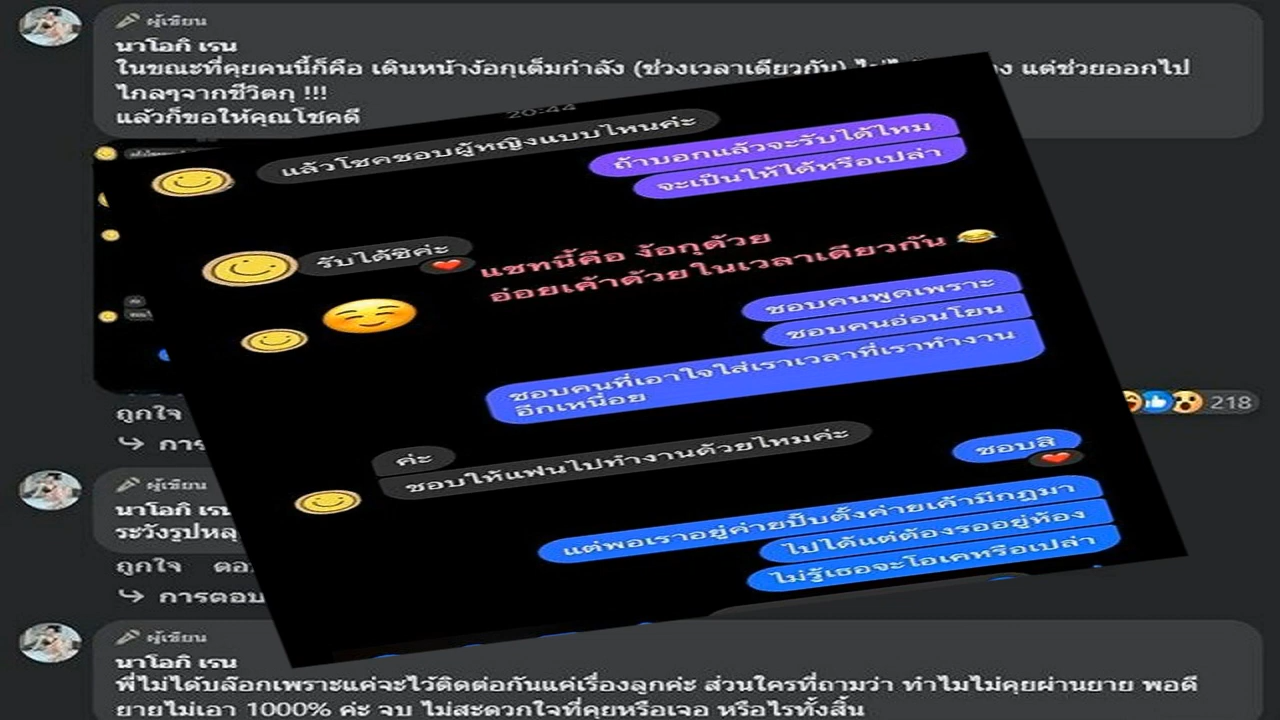 ผู้เขียน
นาโอกิ เรน
ในขณะที่คุยคนนี้ก็คือ เดินหน้าง้อกุเต็มกำลัง (ช่วงเวลาเดียวกัน) แต่ช่วยออกไป
ไกลๆจากชีวิตกุ !!!
แล้วก็ขอให้คุณโชคดี
20:44
แล้วโชคชอบผู้หญิงแบบไหนค่ะ
ถ้าบอกแล้วจะรับได้ไหม
จะเป็นให้ได้หรือเปล่า
รับได้ซิค่ะ
แชทนี้คือ ง้อกุด้วย
อ่อยเค้าด้วยในเวลาเดียวกัน
ชอบคนพูดเพราะ
ชอบคนอ่อนโยน
ชอบคนที่เอาใจใส่เราเวลาที่เราทำงาน
อีกเหนื่อย
218
ถูกใจ
ค่ะ
ชอบให้แฟนไปทำงานด้วยไหมค่ะ
ชอบสิ
แต่พอเราอยู่ค่ายปั๊บตั้งค่ายเค้ามีกฏมา
ไปได้แต่ต้องรออยู่ห้อง
ไม่รู้เธอจะโอเคหรือเปล่า
ผู้เขียน
นาโอกิ เรน
ถูกใจ
การตอบ
ผู้เขียน
นาโอกิ เรน
พี่ไม่ได้บล๊อกเพราะแค่จะไว้ติดต่อกันแค่เรื่องลูกค่ะ ส่วนใครที่ถามว่า ทำไมไม่คุยผ่านยาย พอดี
ยายไม่เอา 1000% ค่ะ จบ ไม่สะดวกใจที่คุยหรือเจอ หรือไรทั้งสิ้น